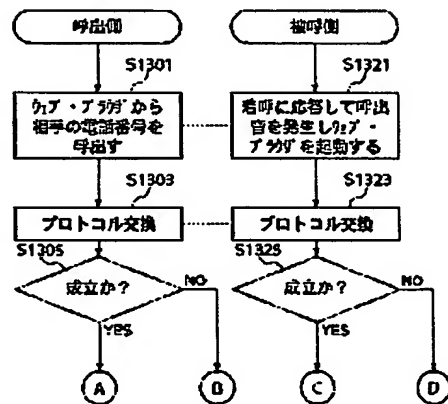 呼出側
被呼側
S1301
S1321
ウェブ・ブラウザから
相手の電話番号を
呼出す
着呼に応答して呼出
音を発生しウェブ・
ブラウザを起動する
S1303
S1323
プロトコル交換
プロトコル交換
S1305
S1325
成立か？
NO
成立か？
NO
YES
YES
A
B
C
D